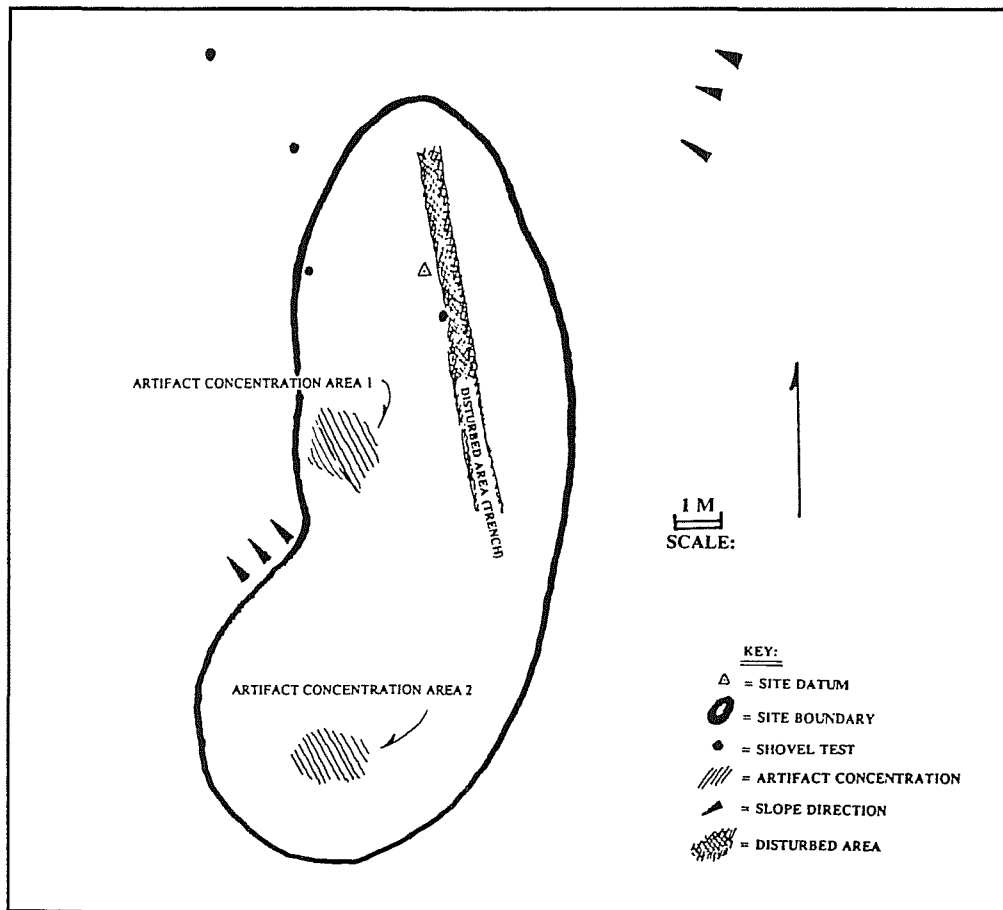 ARTIFACT CONCENTRATION AREA 1
DISTURBED AREA (TRENCH)
1 M
SCALE:
ARTIFACT CONCENTRATION AREA 2
KEY:
= SITE DATUM
= SITE BOUNDARY
= SHOVEL TEST
= ARTIFACT CONCENTRATION
= SLOPE DIRECTION
= DISTURBED AREA